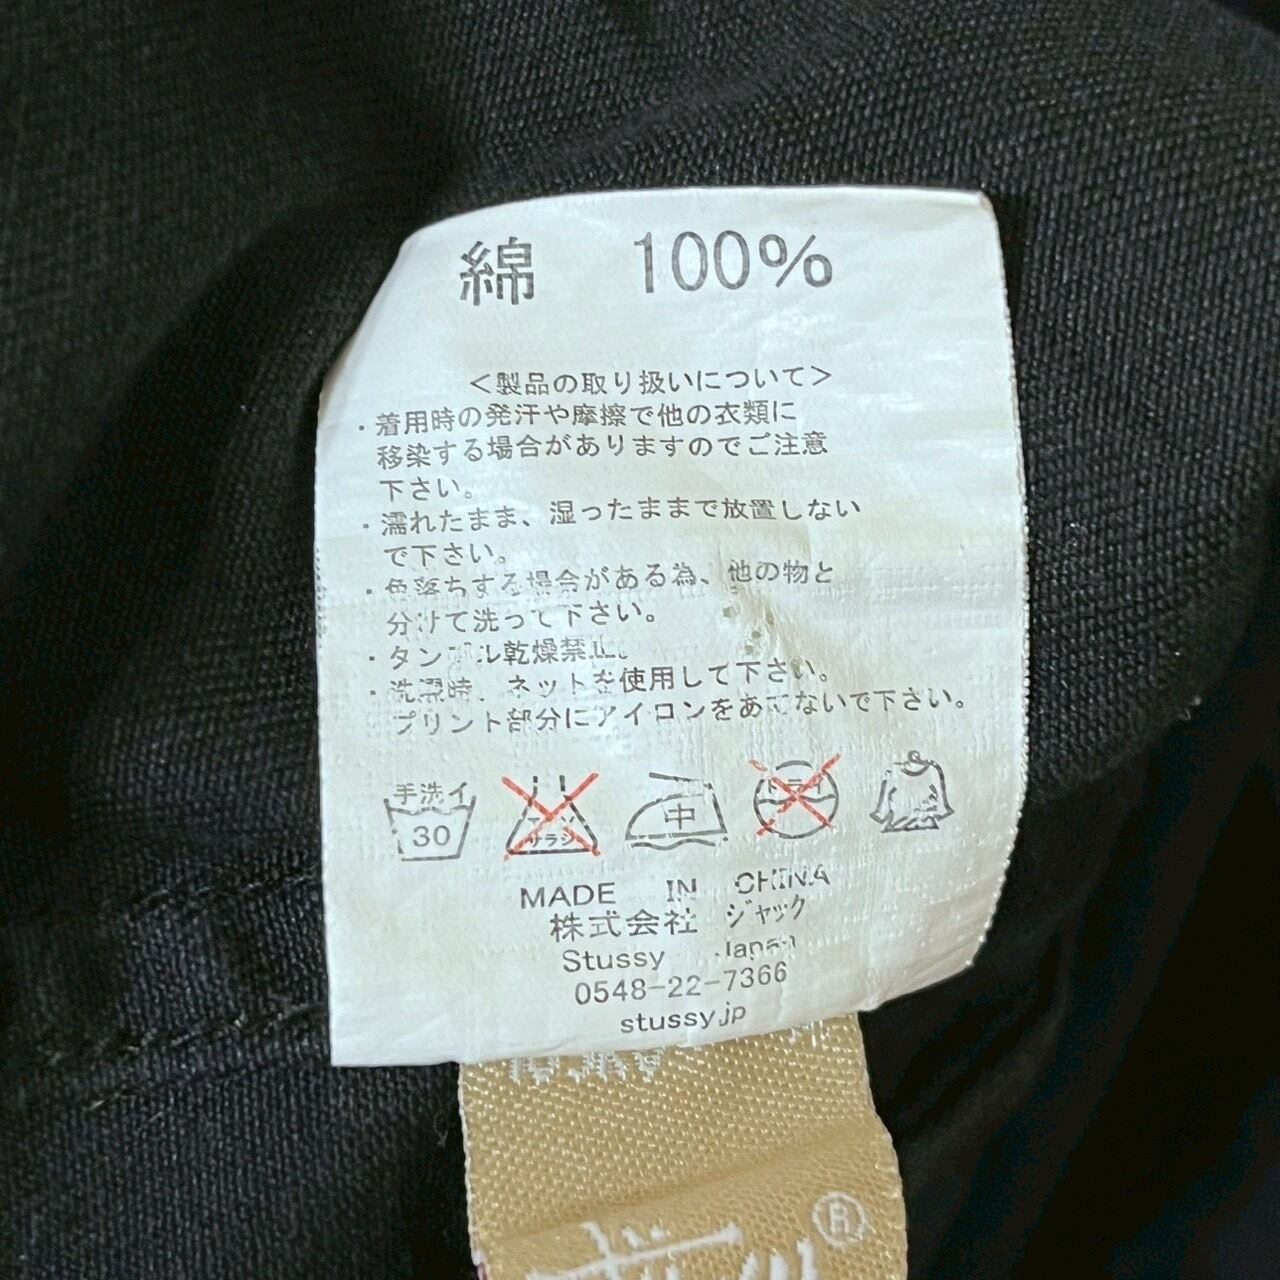 綿 100%
<製品の取り扱いについて>
・着用時の発汗や摩擦で他の衣類に
移染する場合がありますのでご注意
下さい。
・濡れたまま、湿ったままで放置しない
で下さい。
・色落ちする場合がある為、他の物と
分けて洗って下さい。
・タンブル乾燥禁止。
・洗濯時、ネットを使用して下さい。
プリント部分にアイロンをあてないで下さい。
手洗イ 30 サラシ 中 ドライ
MADE IN CHINA
株式会社 ジャック
Stussy Japan
0548-22-7366
stussy.jp
®